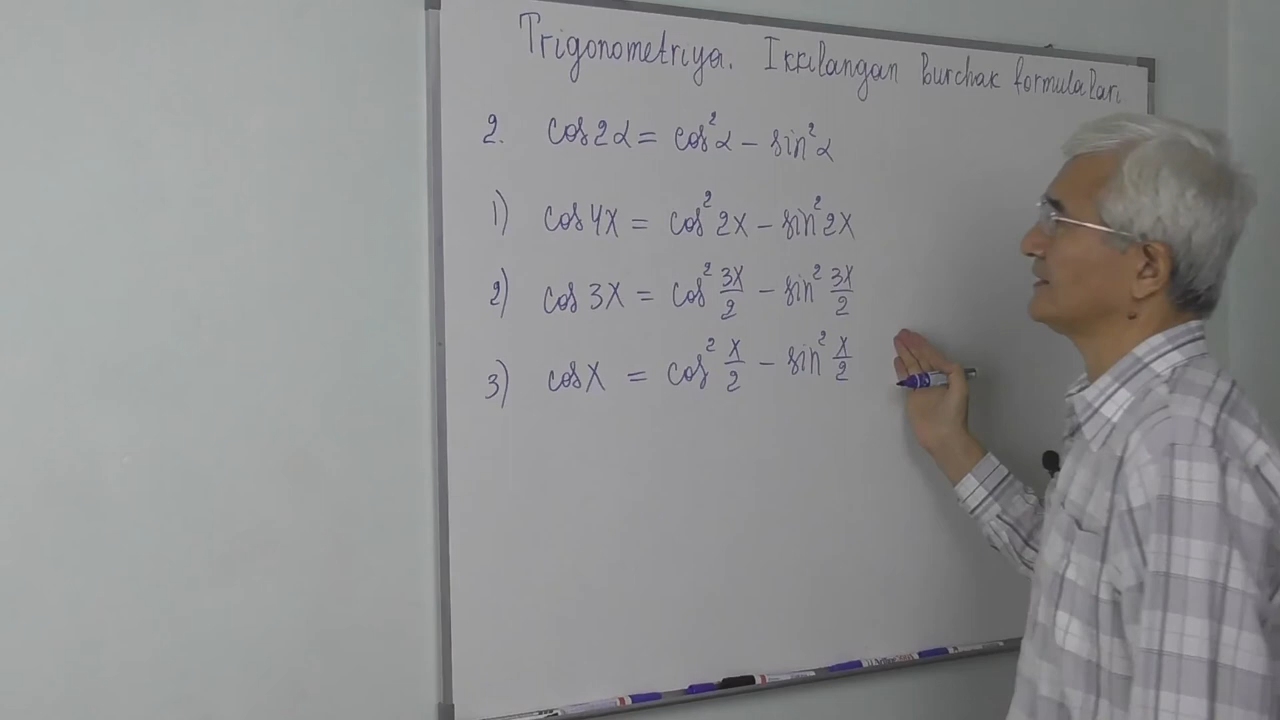 Trigonometriya. Ikkilangan burchak formulalari.
2. cos2α = cos²α − sin²α
1) cos4x = cos²2x − sin²2x
2) cos3x = cos² 3x/2 − sin² 3x/2
3) cosx = cos² x/2 − sin² x/2